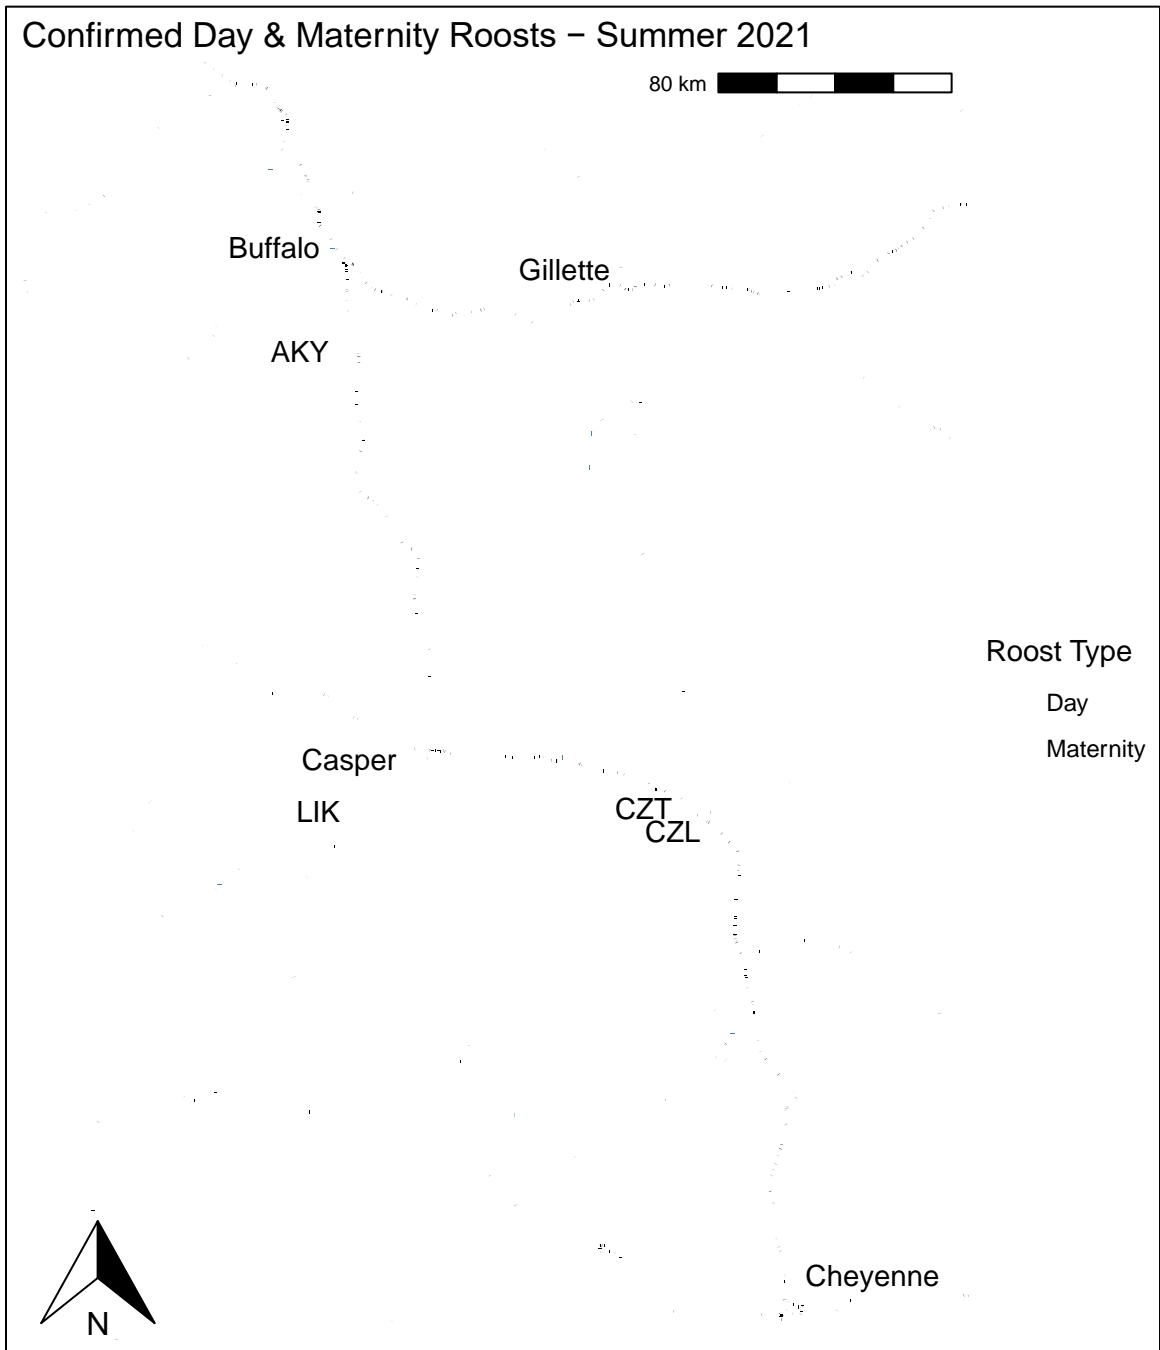 Confirmed Day & Maternity Roosts − Summer 2021
80 km
Buffalo
Gillette
AKY
Roost Type
Day
Maternity
Casper
LIK
CZT
CZL
Cheyenne
N